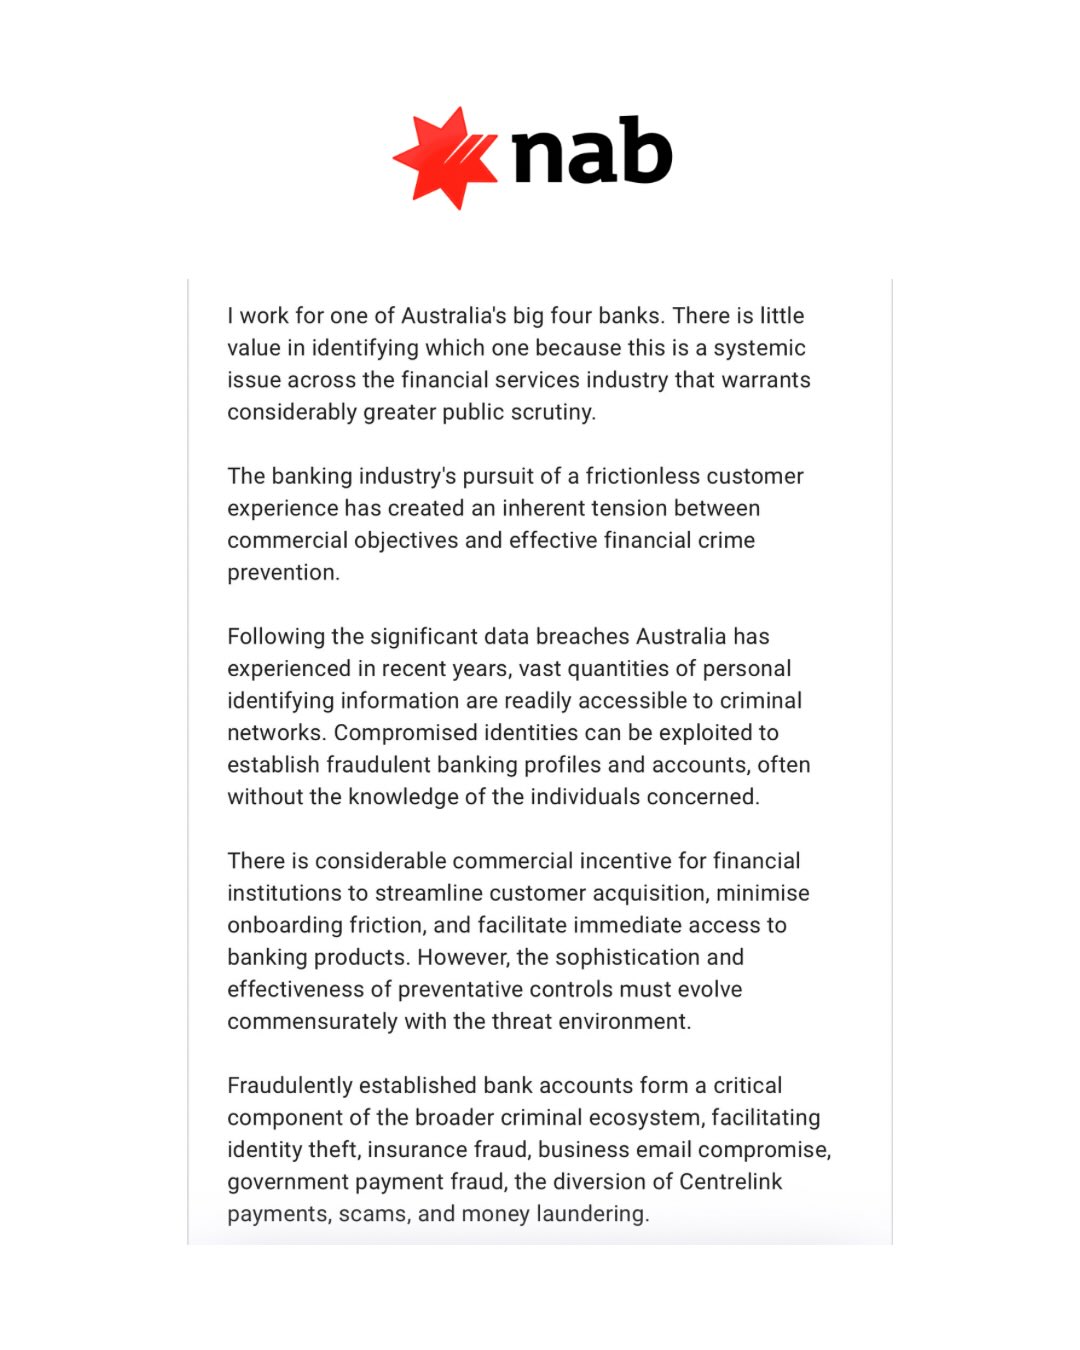 nab
I work for one of Australia's big four banks. There is little
value in identifying which one because this is a systemic
issue across the financial services industry that warrants
considerably greater public scrutiny.
The banking industry's pursuit of a frictionless customer
experience has created an inherent tension between
commercial objectives and effective financial crime
prevention.
Following the significant data breaches Australia has
experienced in recent years, vast quantities of personal
identifying information are readily accessible to criminal
networks. Compromised identities can be exploited to
establish fraudulent banking profiles and accounts, often
without the knowledge of the individuals concerned.
There is considerable commercial incentive for financial
institutions to streamline customer acquisition, minimise
onboarding friction, and facilitate immediate access to
banking products. However, the sophistication and
effectiveness of preventative controls must evolve
commensurately with the threat environment.
Fraudulently established bank accounts form a critical
component of the broader criminal ecosystem, facilitating
identity theft, insurance fraud, business email compromise,
government payment fraud, the diversion of Centrelink
payments, scams, and money laundering.